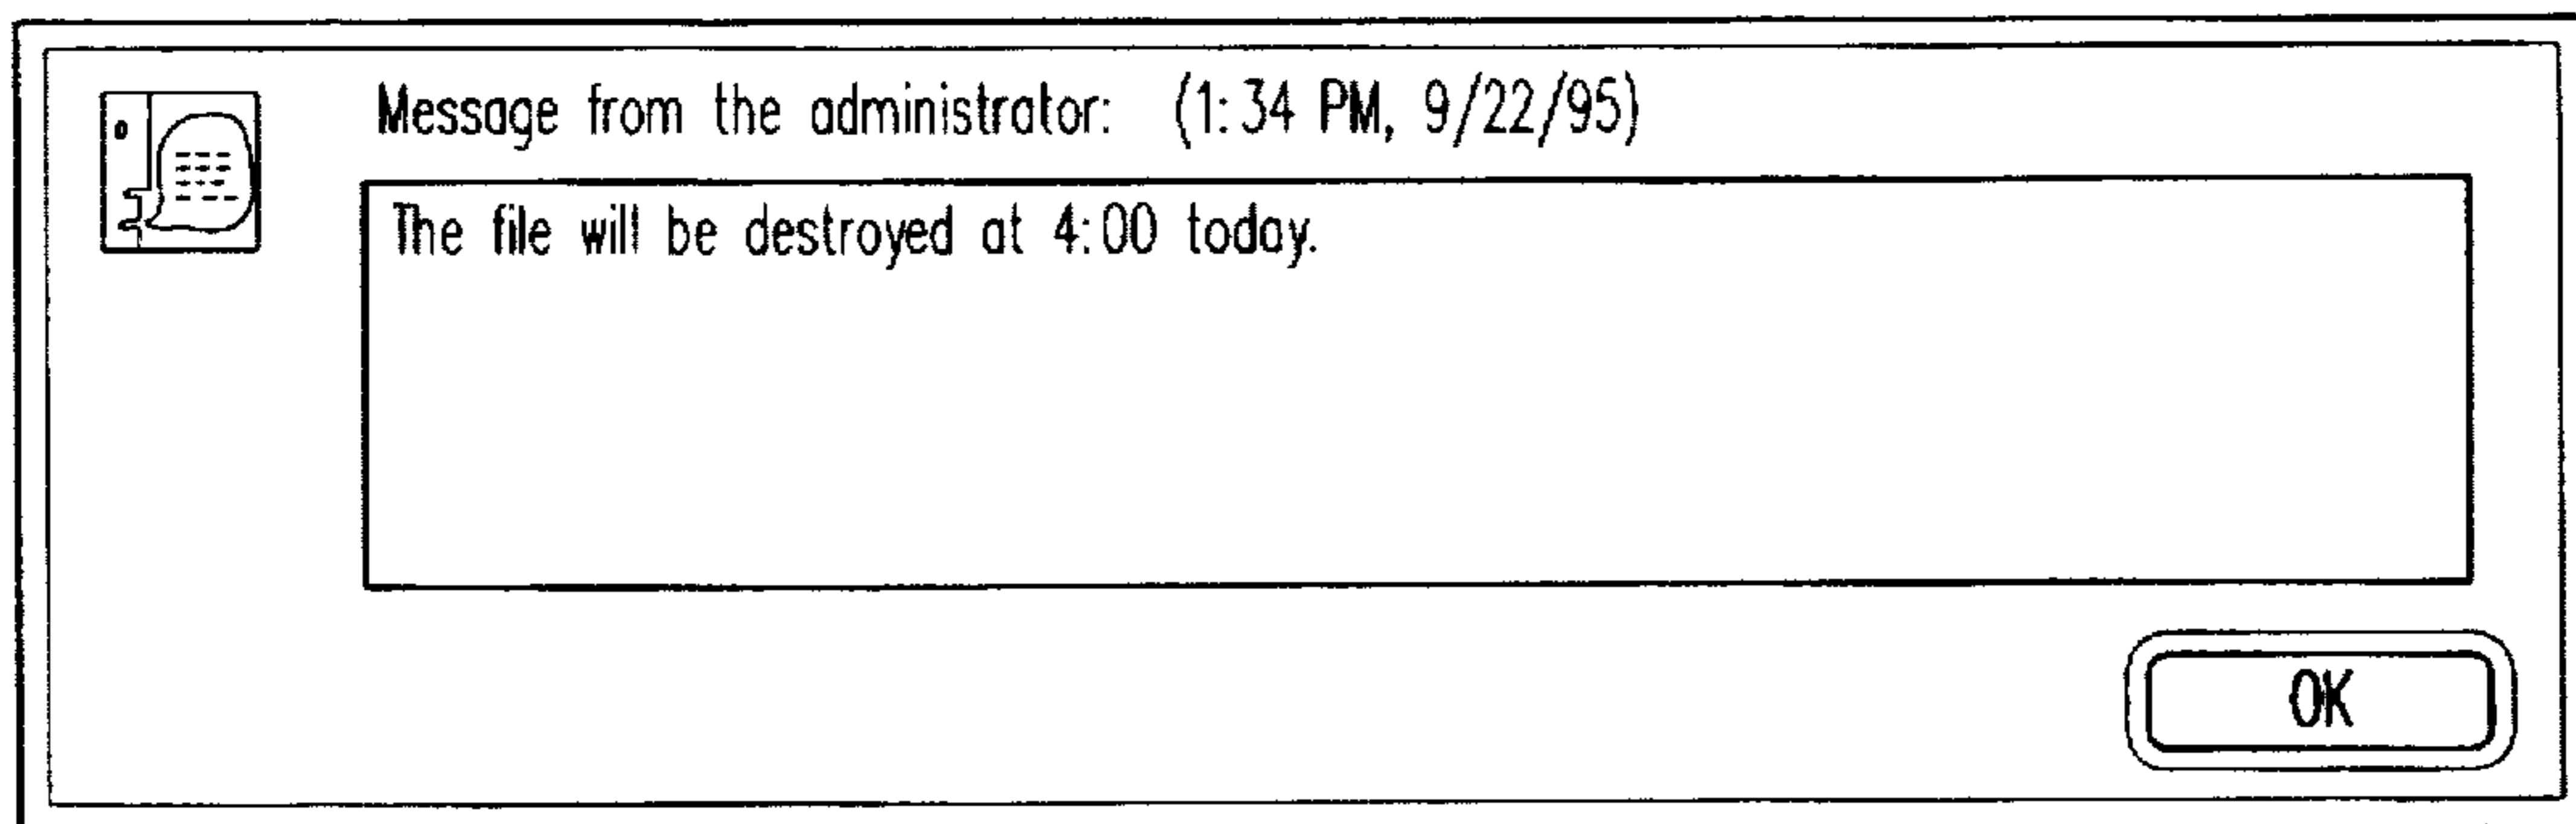 Message from the administrator: (1:34 PM, 9/22/95)
The file will be destroyed at 4:00 today.
OK